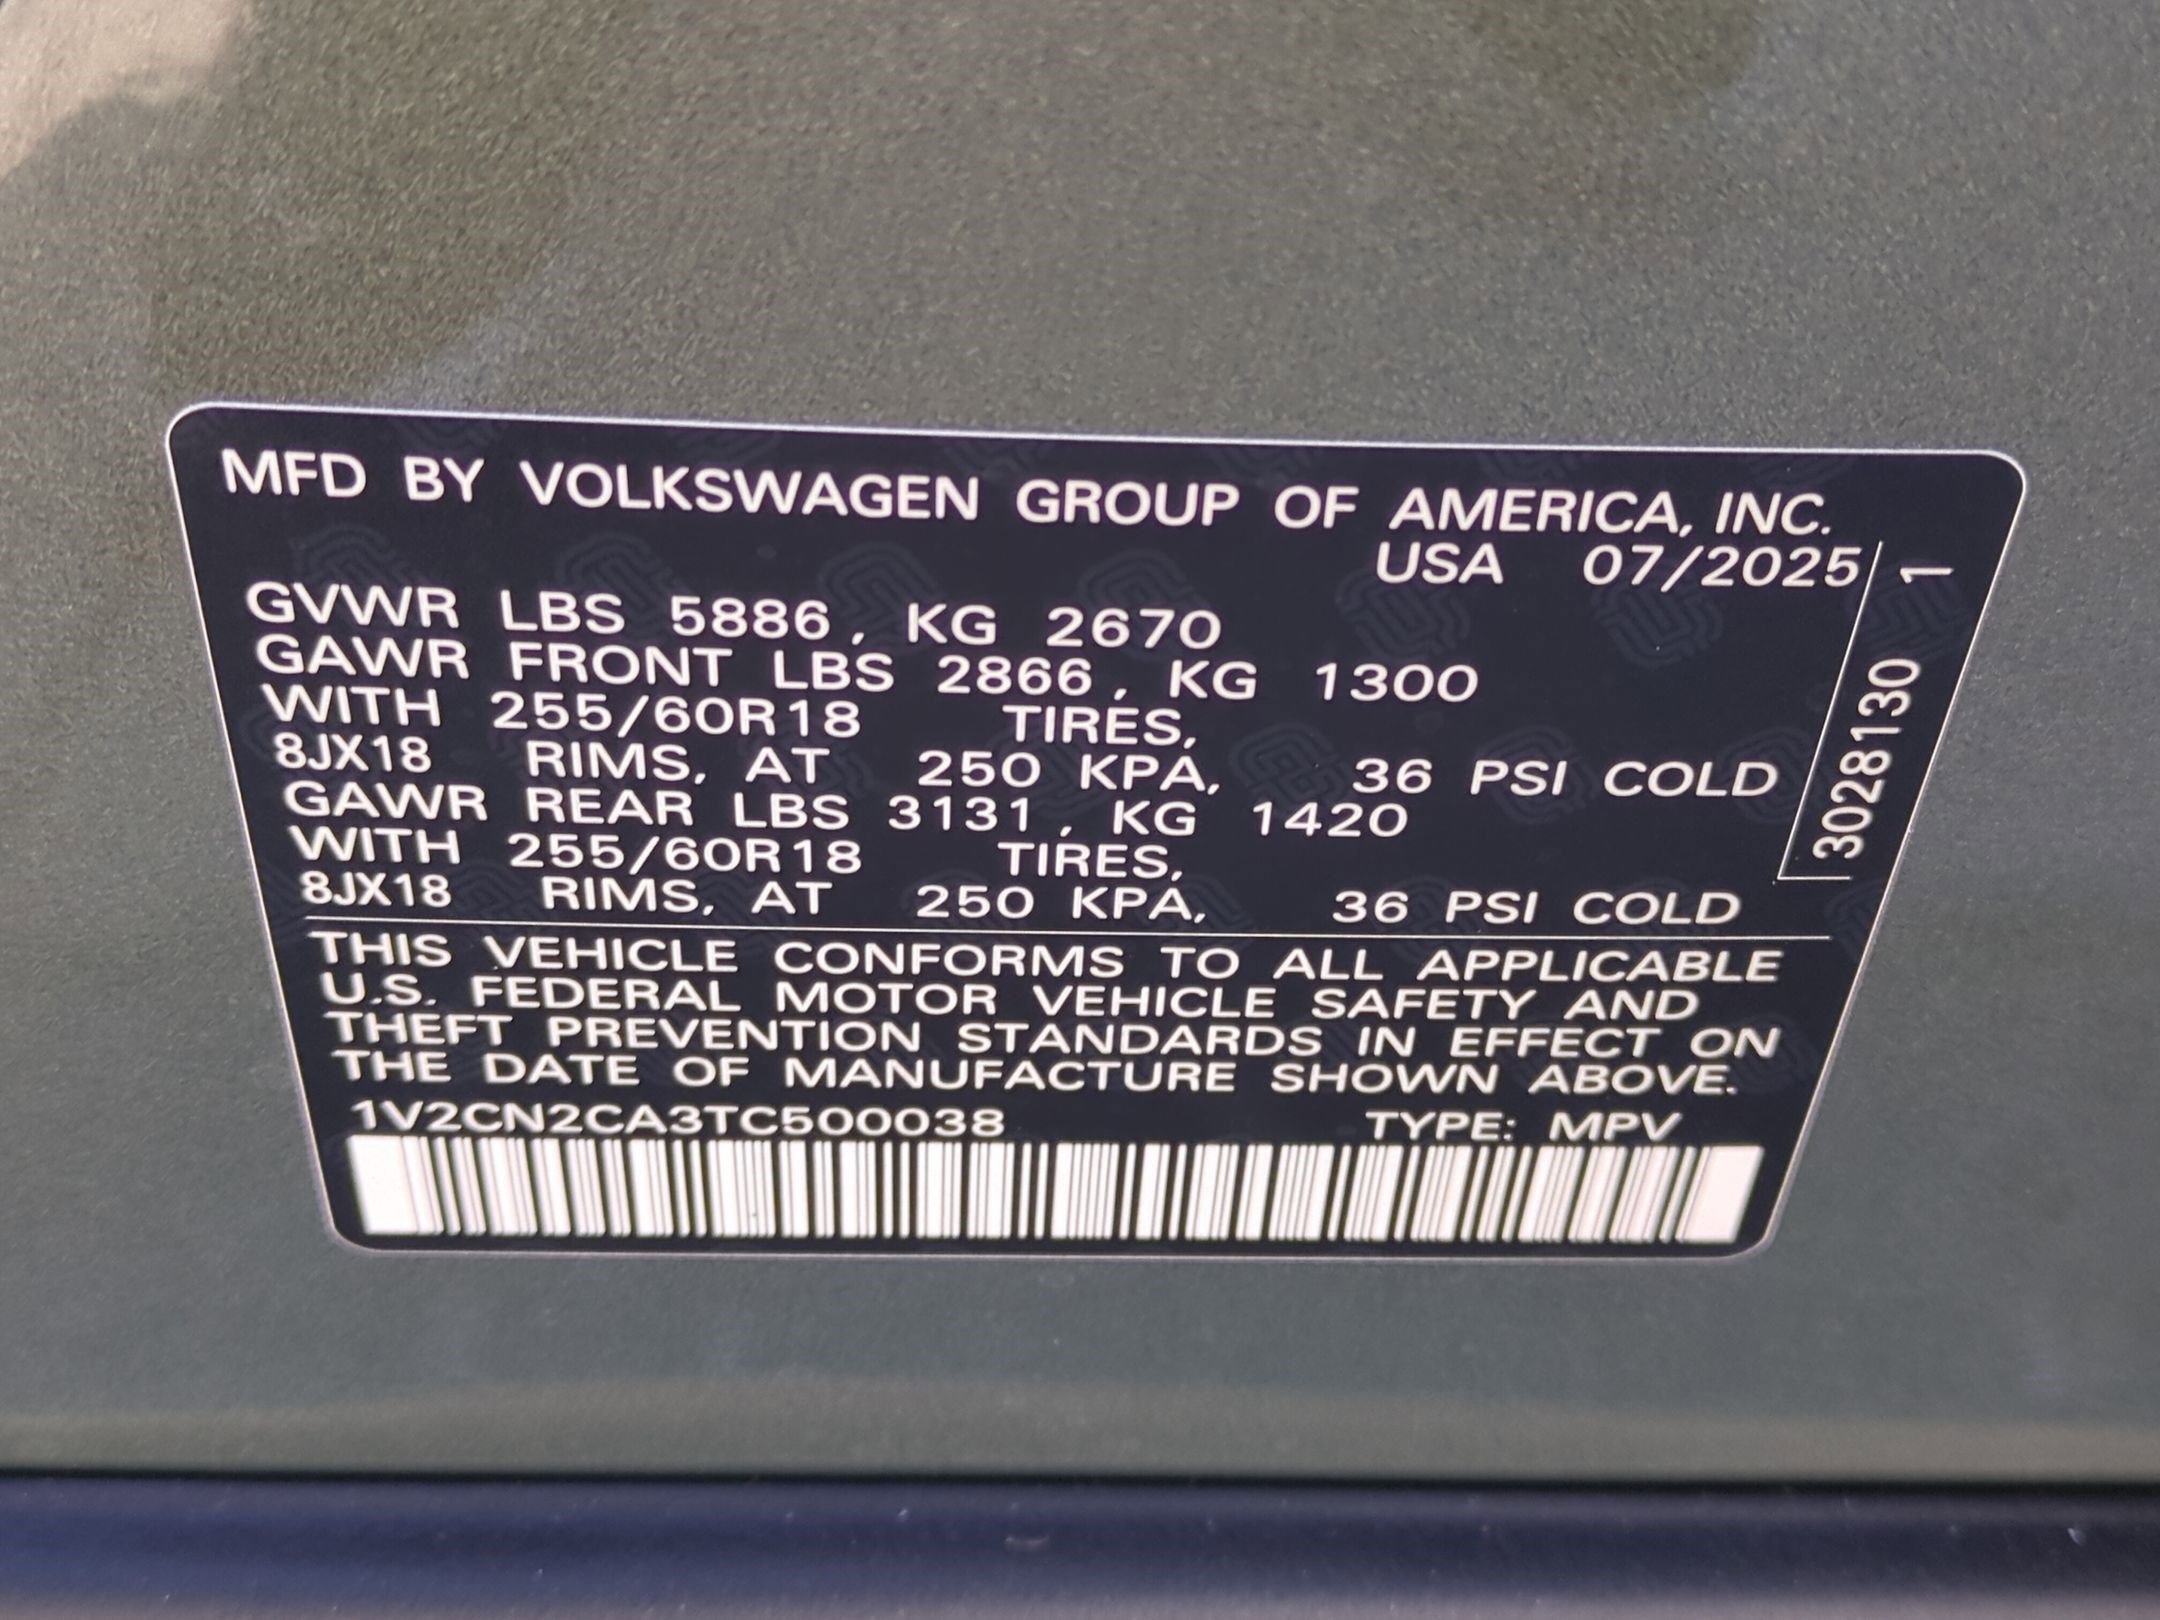 MFD BY VOLKSWAGEN GROUP OF AMERICA, INC.
USA 07/2025
GVWR LBS 5886, KG 2670
GAWR FRONT LBS 2866, KG 1300
WITH 255/60R18 TIRES,
8JX18 RIMS, AT 250 KPA, 36 PSI COLD
GAWR REAR LBS 3131, KG 1420
WITH 255/60R18 TIRES,
8JX18 RIMS, AT 250 KPA, 36 PSI COLD
THIS VEHICLE CONFORMS TO ALL APPLICABLE
U.S. FEDERAL MOTOR VEHICLE SAFETY AND
THEFT PREVENTION STANDARDS IN EFFECT ON
THE DATE OF MANUFACTURE SHOWN ABOVE.
1V2CN2CA3TC500038 TYPE: MPV
3028130 1